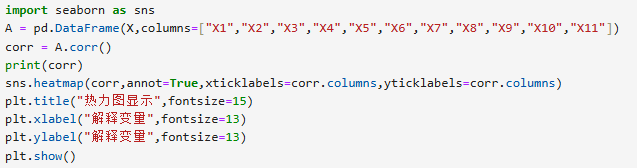 import seaborn as sns
A = pd.DataFrame(X,columns=["X1","X2","X3","X4","X5","X6","X7","X8","X9","X10","X11"])
corr = A.corr()
print(corr)
sns.heatmap(corr,annot=True,xticklabels=corr.columns,yticklabels=corr.columns)
plt.title("热力图显示",fontsize=15)
plt.xlabel("解释变量",fontsize=13)
plt.ylabel("解释变量",fontsize=13)
plt.show()